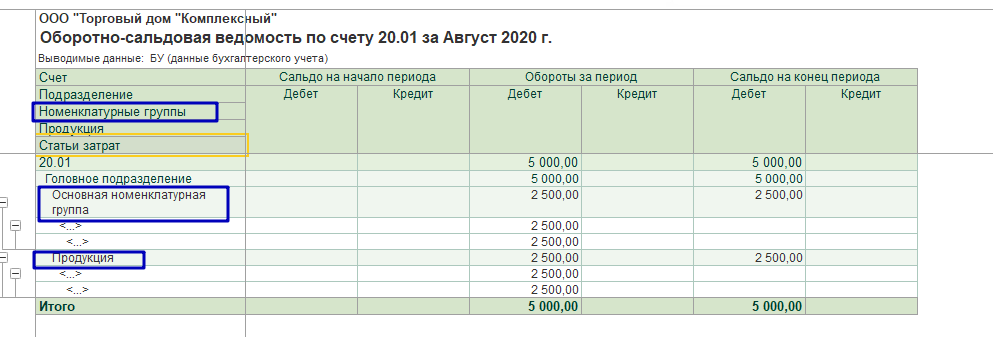 ООО "Торговый дом "Комплексный"
Оборотно-сальдовая ведомость по счету 20.01 за Август 2020 г.
Выводимые данные: БУ (данные бухгалтерского учета)
Счет Сальдо на начало периода Обороты за период Сальдо на конец периода
Подразделение Дебет Кредит Дебет Кредит Дебет Кредит
Номенклатурные группы
Продукция
Статьи затрат
20.01 5 000,00 5 000,00
Головное подразделение 5 000,00 5 000,00
Основная номенклатурная 2 500,00 2 500,00
группа
<...> 2 500,00
<...> 2 500,00
Продукция 2 500,00 2 500,00
<...> 2 500,00
<...> 2 500,00
Итого 5 000,00 5 000,00